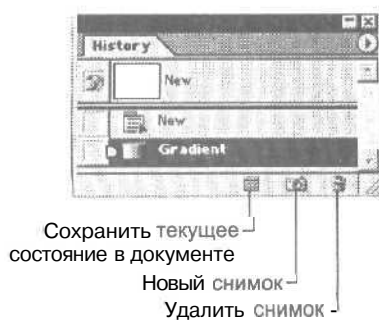 History
New
New
Gradient
Сохранить текущее
состояние в документе
Новый снимок
Удалить снимок